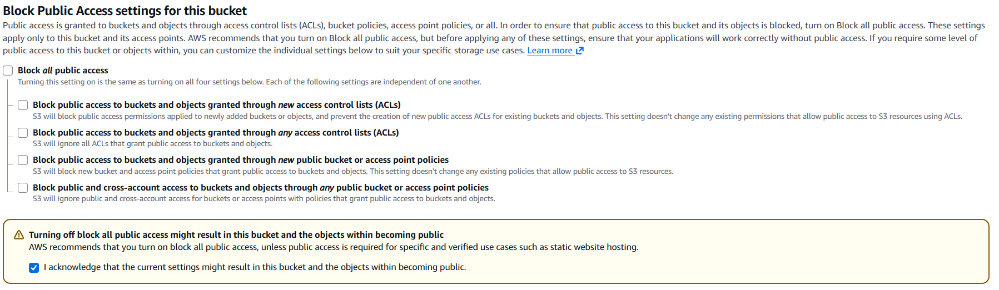 Block Public Access settings for this bucket
Public access is granted to buckets and objects through access control lists (ACLs), bucket policies, access point policies, or all. In order to ensure that public access to this bucket and its objects is blocked, turn on Block all public access. These settings
apply only to this bucket and its access points. AWS recommends that you turn on Block all public access, but before applying any of these settings, ensure that your applications will work correctly without public access. If you require some level of
public access to this bucket or objects within, you can customize the individual settings below to suit your specific storage use cases. Learn more
Block all public access
Turning this setting on is the same as turning on all four settings below. Each of the following settings are independent of one another.
Block public access to buckets and objects granted through new access control lists (ACLs)
S3 will block public access permissions applied to newly added buckets or objects, and prevent the creation of new public access ACLs for existing buckets and objects. This setting doesn't change any existing permissions that allow public access to S3 resources using ACLs.
Block public access to buckets and objects granted through any access control lists (ACLs)
S3 will ignore all ACLs that grant public access to buckets and objects.
Block public access to buckets and objects granted through new public bucket or access point policies
S3 will block new bucket and access point policies that grant public access to buckets and objects. This setting doesn't change any existing policies that allow public access to S3 resources.
Block public and cross-account access to buckets and objects through any public bucket or access point policies
S3 will ignore public and cross-account access for buckets or access points with policies that grant public access to buckets and objects.
Turning off block all public access might result in this bucket and the objects within becoming public
AWS recommends that you turn on block all public access, unless public access is required for specific and verified use cases such as static website hosting.
I acknowledge that the current settings might result in this bucket and the objects within becoming public.